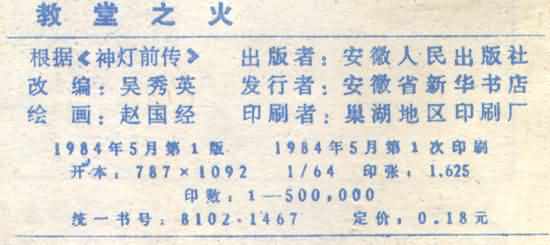 教堂之火
根据《神灯前传》 出版者：安徽人民出版社
改编：吴秀英 发行者：安徽省新华书店
绘画：赵国经 印刷者：巢湖地区印刷厂
1984年5月第1版 1984年5月第1次印刷
开本：787×1092 1/64 印张：1.625
印数：1—500,000
统一书号：8102·1467 定价：0.18元